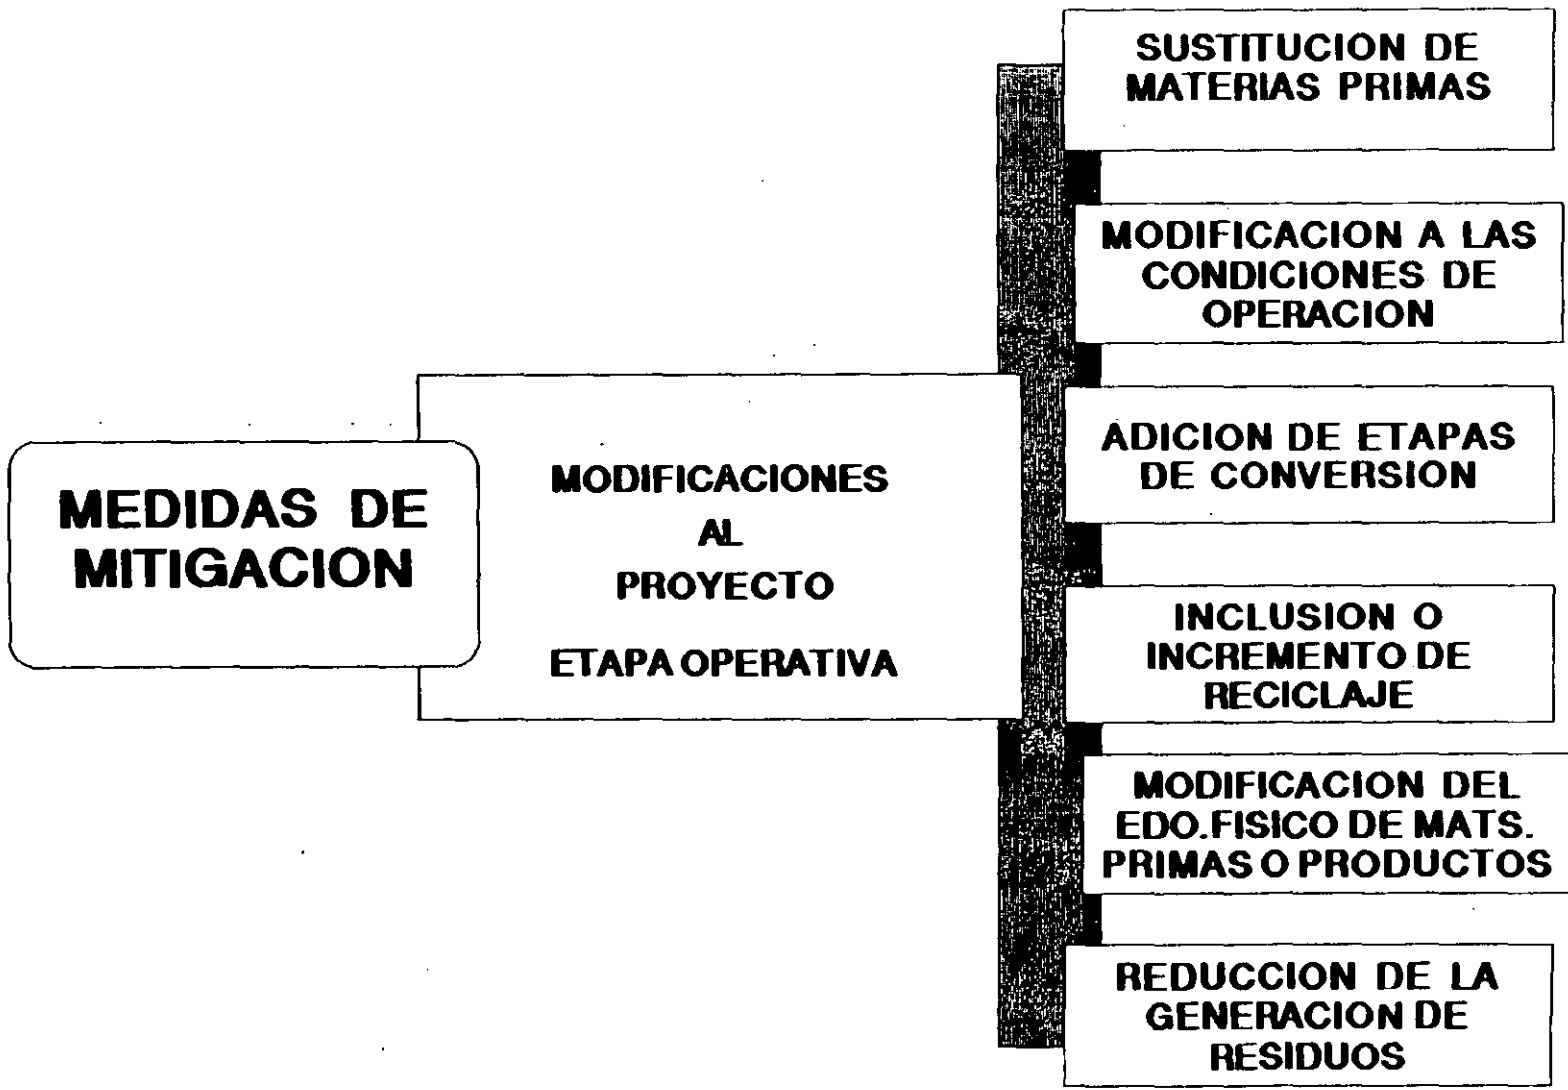 MEDIDAS DE
MITIGACION
MODIFICACIONES
AL
PROYECTO
ETAPA OPERATIVA
SUSTITUCION DE
MATERIAS PRIMAS
MODIFICACION A LAS
CONDICIONES DE
OPERACION
ADICION DE ETAPAS
DE CONVERSION
INCLUSION O
INCREMENTO DE
RECICLAJE
MODIFICACION DEL
EDO.FISICO DE MATS.
PRIMAS O PRODUCTOS
REDUCCION DE LA
GENERACION DE
RESIDUOS